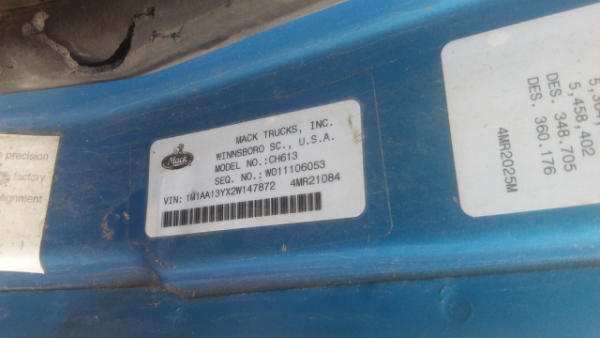 precision
factory
Mack
MACK TRUCKS, INC.
WINNSBORO SC., U.S.A.
MODEL NO.:CH613
SEQ. NO.: W011106053
VIN: 1M1AA13YX2W147872 4MR21084
5,458,402
DES. 348,705
DES. 360,176
4MR2025M